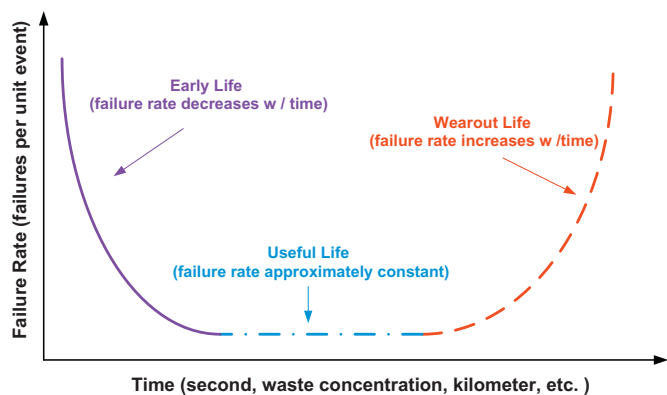 Failure Rate (failures per unit event)
Early Life
(failure rate decreases w / time)
Wearout Life
(failure rate increases w /time)
Useful Life
(failure rate approximately constant)
Time (second, waste concentration, kilometer, etc. )